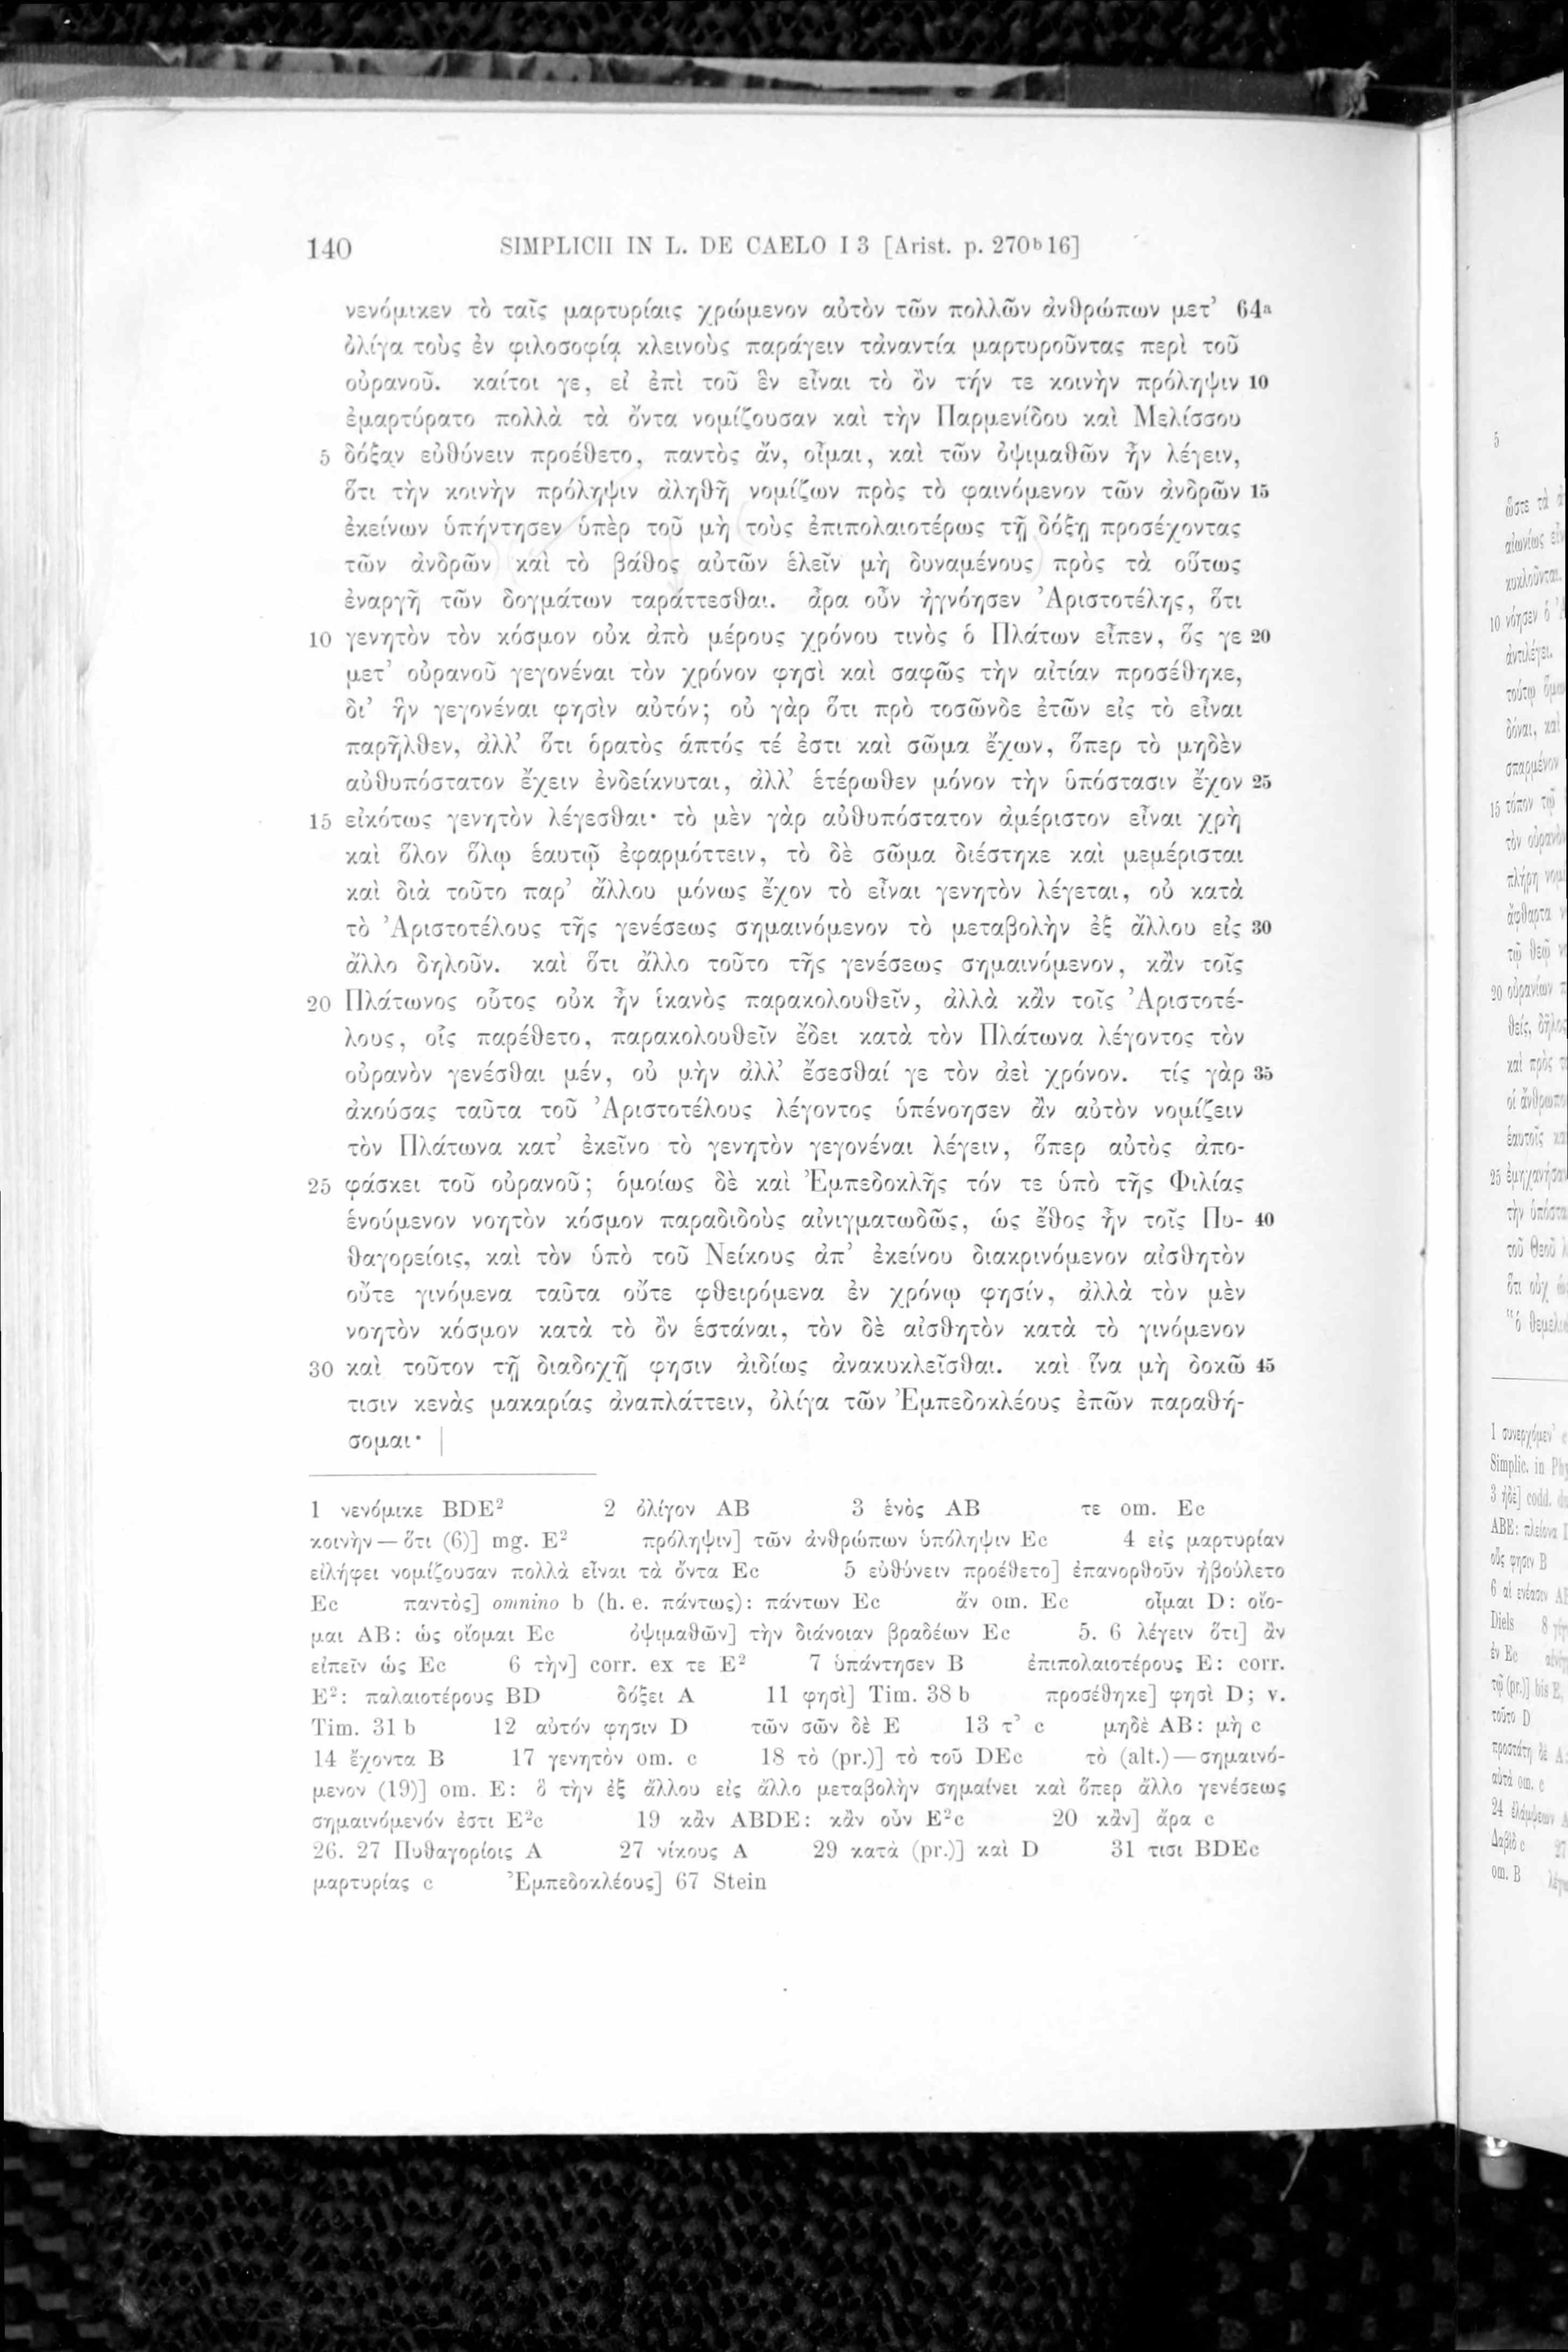 140 SIMPLICII IN L. DE CAELO I 3 [Arist. p. 270ᵇ16]
νενόμικεν τὸ ταῖς μαρτυρίαις χρώμενον αὐτὸν τῶν πολλῶν ἀνθρώπων μετ’ 64ᵃ
ὀλίγα τοὺς ἐν φιλοσοφίᾳ κλεινοὺς παράγειν τἀναντία μαρτυροῦντας περὶ τοῦ
οὐρανοῦ. καίτοι γε, εἰ ἐπὶ τοῦ ἓν εἶναι τὸ ὂν τήν τε κοινὴν πρόληψιν 10
ἐμαρτύρατο πολλὰ τὰ ὄντα νομίζουσαν καὶ τὴν Παρμενίδου καὶ Μελίσσου
5 δόξαν εὐθύνειν προέθετο, παντὸς ἄν, οἶμαι, καὶ τῶν ὀψιμαθῶν ἦν λέγειν,
ὅτι τὴν κοινὴν πρόληψιν ἀληθῆ νομίζων πρὸς τὸ φαινόμενον τῶν ἀνδρῶν 15
ἐκείνων ὑπήντησεν ὑπὲρ τοῦ μὴ τοὺς ἐπιπολαιοτέρως τῇ δόξῃ προσέχοντας
τῶν ἀνδρῶν καὶ τὸ βάθος αὐτῶν ἑλεῖν μὴ δυναμένους πρὸς τὰ οὕτως
ἐναργῆ τῶν δογμάτων ταράττεσθαι. ἆρα οὖν ἠγνόησεν Ἀριστοτέλης, ὅτι
10 γενητὸν τὸν κόσμον οὐκ ἀπὸ μέρους χρόνου τινὸς ὁ Πλάτων εἶπεν, ὅς γε 20
μετ’ οὐρανοῦ γεγονέναι τὸν χρόνον φησὶ καὶ σαφῶς τὴν αἰτίαν προσέθηκε,
δι’ ἣν γεγονέναι φησὶν αὐτόν; οὐ γὰρ ὅτι πρὸ τοσῶνδε ἐτῶν εἰς τὸ εἶναι
παρῆλθεν, ἀλλ’ ὅτι ὁρατὸς ἁπτός τέ ἐστι καὶ σῶμα ἔχων, ὅπερ τὸ μηδὲν
αὐθυπόστατον ἔχειν ἐνδείκνυται, ἀλλ’ ἑτέρωθεν μόνον τὴν ὑπόστασιν ἔχον 25
15 εἰκότως γενητὸν λέγεσθαι· τὸ μὲν γὰρ αὐθυπόστατον ἀμέριστον εἶναι χρὴ
καὶ ὅλον ὅλῳ ἑαυτῷ ἐφαρμόττειν, τὸ δὲ σῶμα διέστηκε καὶ μεμέρισται
καὶ διὰ τοῦτο παρ’ ἄλλου μόνως ἔχον τὸ εἶναι γενητὸν λέγεται, οὐ κατὰ
τὸ Ἀριστοτέλους τῆς γενέσεως σημαινόμενον τὸ μεταβολὴν ἐξ ἄλλου εἰς 30
ἄλλο δηλοῦν. καὶ ὅτι ἄλλο τοῦτο τῆς γενέσεως σημαινόμενον, κἂν τοῖς
20 Πλάτωνος οὗτος οὐκ ἦν ἱκανὸς παρακολουθεῖν, ἀλλὰ κἂν τοῖς Ἀριστοτέ-
λους, οἷς παρέθετο, παρακολουθεῖν ἔδει κατὰ τὸν Πλάτωνα λέγοντος τὸν
οὐρανὸν γενέσθαι μέν, οὐ μὴν ἀλλ’ ἔσεσθαί γε τὸν ἀεὶ χρόνον. τίς γὰρ 35
ἀκούσας ταῦτα τοῦ Ἀριστοτέλους λέγοντος ὑπένοησεν ἂν αὐτὸν νομίζειν
τὸν Πλάτωνα κατ’ ἐκεῖνο τὸ γενητὸν γεγονέναι λέγειν, ὅπερ αὐτὸς ἀπο-
25 φάσκει τοῦ οὐρανοῦ; ὁμοίως δὲ καὶ Ἐμπεδοκλῆς τόν τε ὑπὸ τῆς Φιλίας
ἑνούμενον νοητὸν κόσμον παραδιδοὺς αἰνιγματωδῶς, ὡς ἔθος ἦν τοῖς Πυ- 40
θαγορείοις, καὶ τὸν ὑπὸ τοῦ Νείκους ἀπ’ ἐκείνου διακρινόμενον αἰσθητὸν
οὔτε γινόμενα ταῦτα οὔτε φθειρόμενα ἐν χρόνῳ φησίν, ἀλλὰ τὸν μὲν
νοητὸν κόσμον κατὰ τὸ ὂν ἑστάναι, τὸν δὲ αἰσθητὸν κατὰ τὸ γινόμενον
30 καὶ τοῦτον τῇ διαδοχῇ φησιν ἀιδίως ἀνακυκλεῖσθαι. καὶ ἵνα μὴ δοκῶ 45
τισιν κενὰς μακαρίας ἀναπλάττειν, ὀλίγα τῶν Ἐμπεδοκλέους ἐπῶν παραθή-
σομαι·
1 νενόμικε BDE² 2 ὀλίγον AB 3 ἑνὸς AB τε om. Ec
κοινὴν — ὅτι (6)] mg. E² πρόληψιν] τῶν ἀνθρώπων ὑπόληψιν Ec 4 εἰς μαρτυρίαν
εἰλήφει νομίζουσαν πολλὰ εἶναι τὰ ὄντα Ec 5 εὐθύνειν προέθετο] ἐπανορθοῦν ἠβούλετο
Ec παντὸς] omnino b (h. e. πάντως): πάντων Ec ἄν om. Ec οἶμαι D: οἴο-
μαι AB: ὡς οἴομαι Ec ὀψιμαθῶν] τὴν διάνοιαν βραδέων Ec 5. 6 λέγειν ὅτι] ἂν
εἰπεῖν ὡς Ec 6 τὴν] corr. ex τε E² 7 ὑπάντησεν B ἐπιπολαιοτέρους E: corr.
E²: παλαιοτέρους BD δόξει A 11 φησὶ] Tim. 38 b προσέθηκε] φησὶ D; v.
Tim. 31 b 12 αὐτόν φησιν D τῶν σῶν δὲ E 13 τ’ c μηδὲ AB: μὴ c
14 ἔχοντα B 17 γενητὸν om. c 18 τὸ (pr.)] τὸ τοῦ DEc τὸ (alt.) — σημαινό-
μενον (19)] om. E: ὃ τὴν ἐξ ἄλλου εἰς ἄλλο μεταβολὴν σημαίνει καὶ ὅπερ ἄλλο γενέσεως
σημαινόμενόν ἐστι E²c 19 κἂν ABDE: κἂν οὖν E²c 20 κἂν] ἄρα c
26. 27 Πυθαγορίοις A 27 νίκους A 29 κατὰ (pr.)] καὶ D 31 τισι BDEc
μαρτυρίας c Ἐμπεδοκλέους] 67 Stein